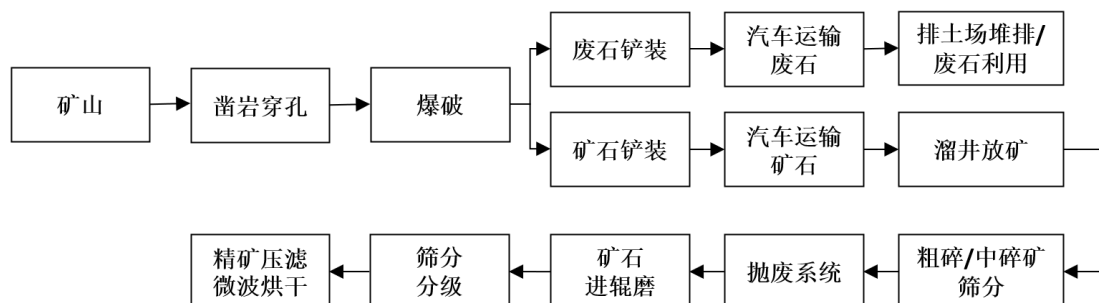 矿山
凿岩穿孔
爆破
废石铲装
汽车运输
废石
排土场堆排/
废石利用
矿石铲装
汽车运输
矿石
溜井放矿
粗碎/中碎矿
筛分
抛废系统
矿石
进辊磨
筛分
分级
精矿压滤
微波烘干